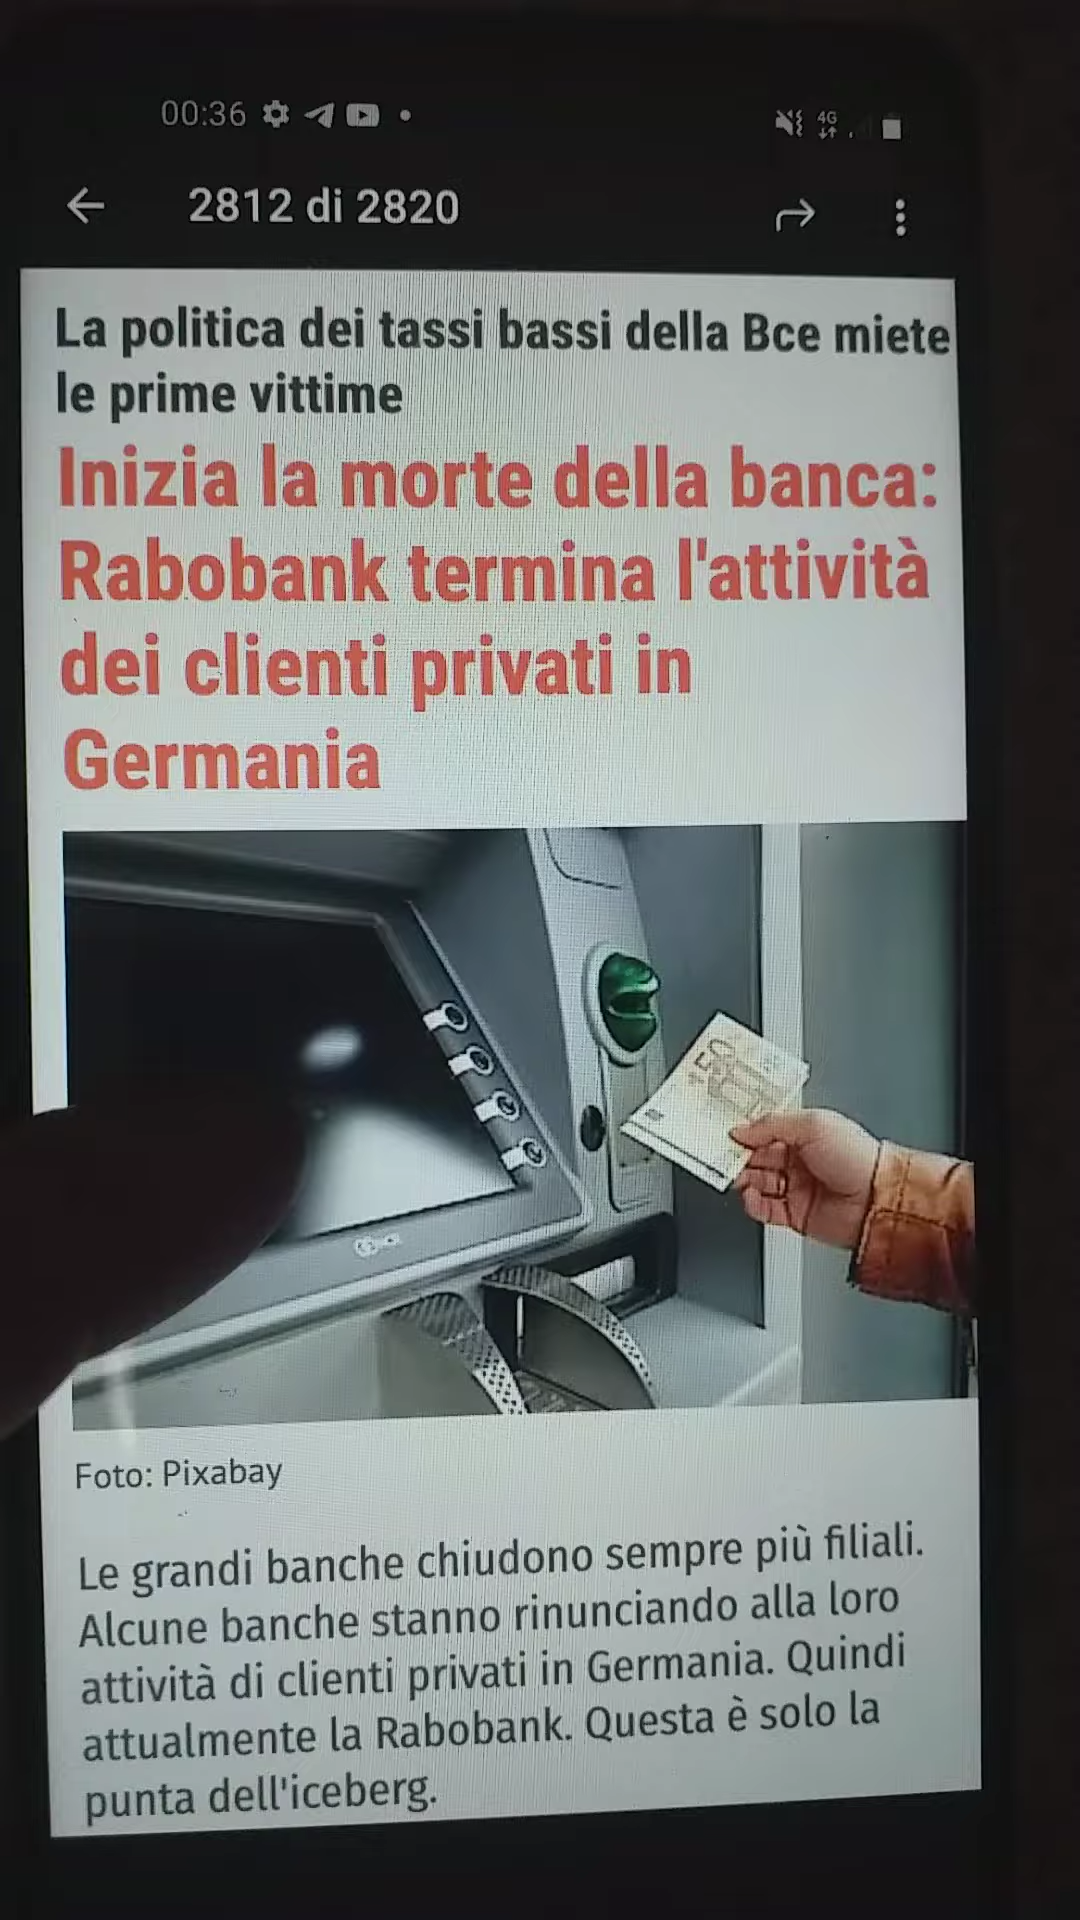 00:36
4G
2812 di 2820
La politica dei tassi bassi della Bce miete
le prime vittime
Inizia la morte della banca:
Rabobank termina l'attività
dei clienti privati in
Germania
50
Foto: Pixabay
Le grandi banche chiudono sempre più filiali.
Alcune banche stanno rinunciando alla loro
attività di clienti privati in Germania. Quindi
attualmente la Rabobank. Questa è solo la
punta dell'iceberg.